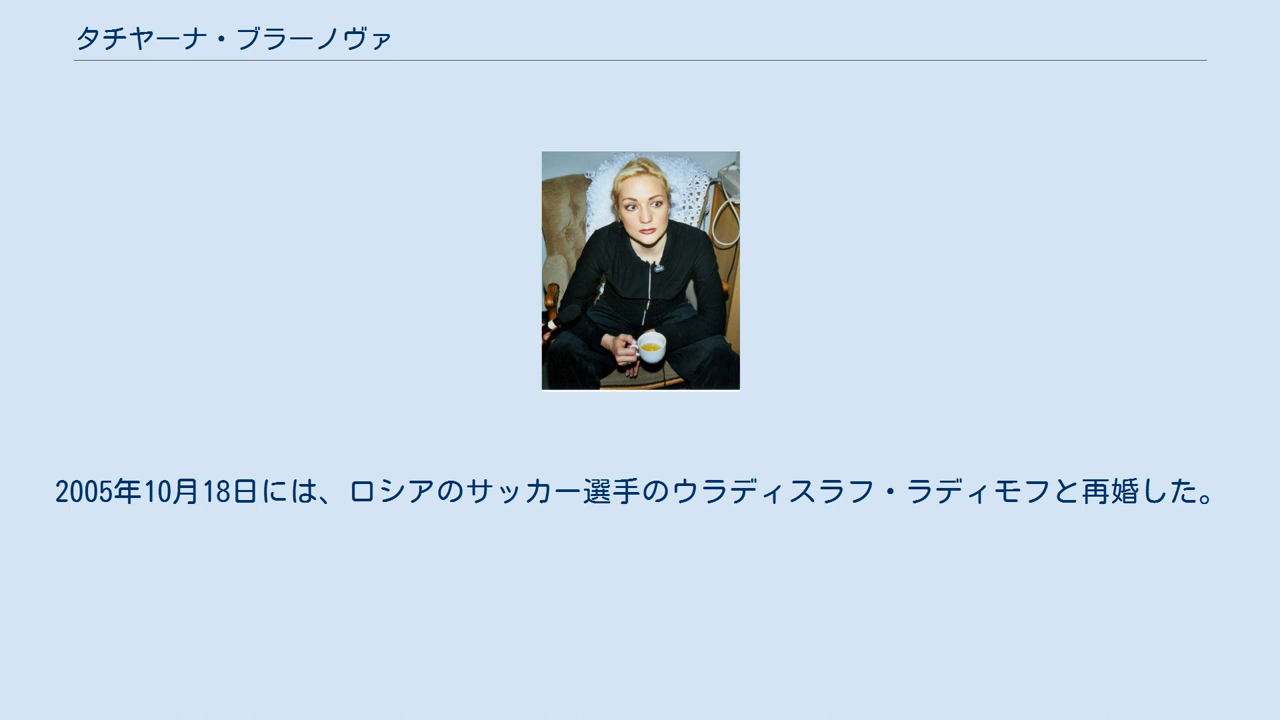 タチヤーナ・ブラーノヴァ
2005年10月18日には、ロシアのサッカー選手のウラディスラフ・ラディモフと再婚した。